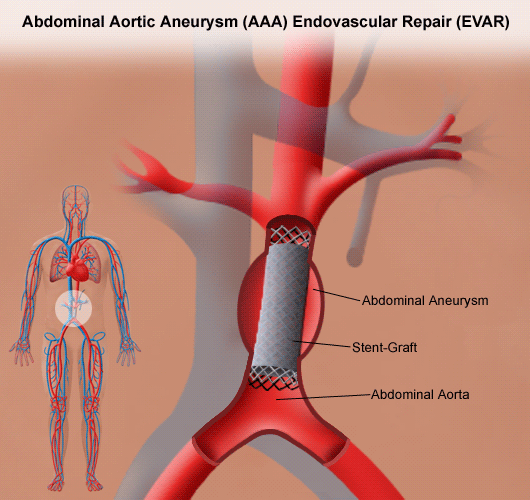 Abdominal Aortic Aneurysm (AAA) Endovascular Repair (EVAR)
Abdominal Aneurysm
Stent-Graft
Abdominal Aorta